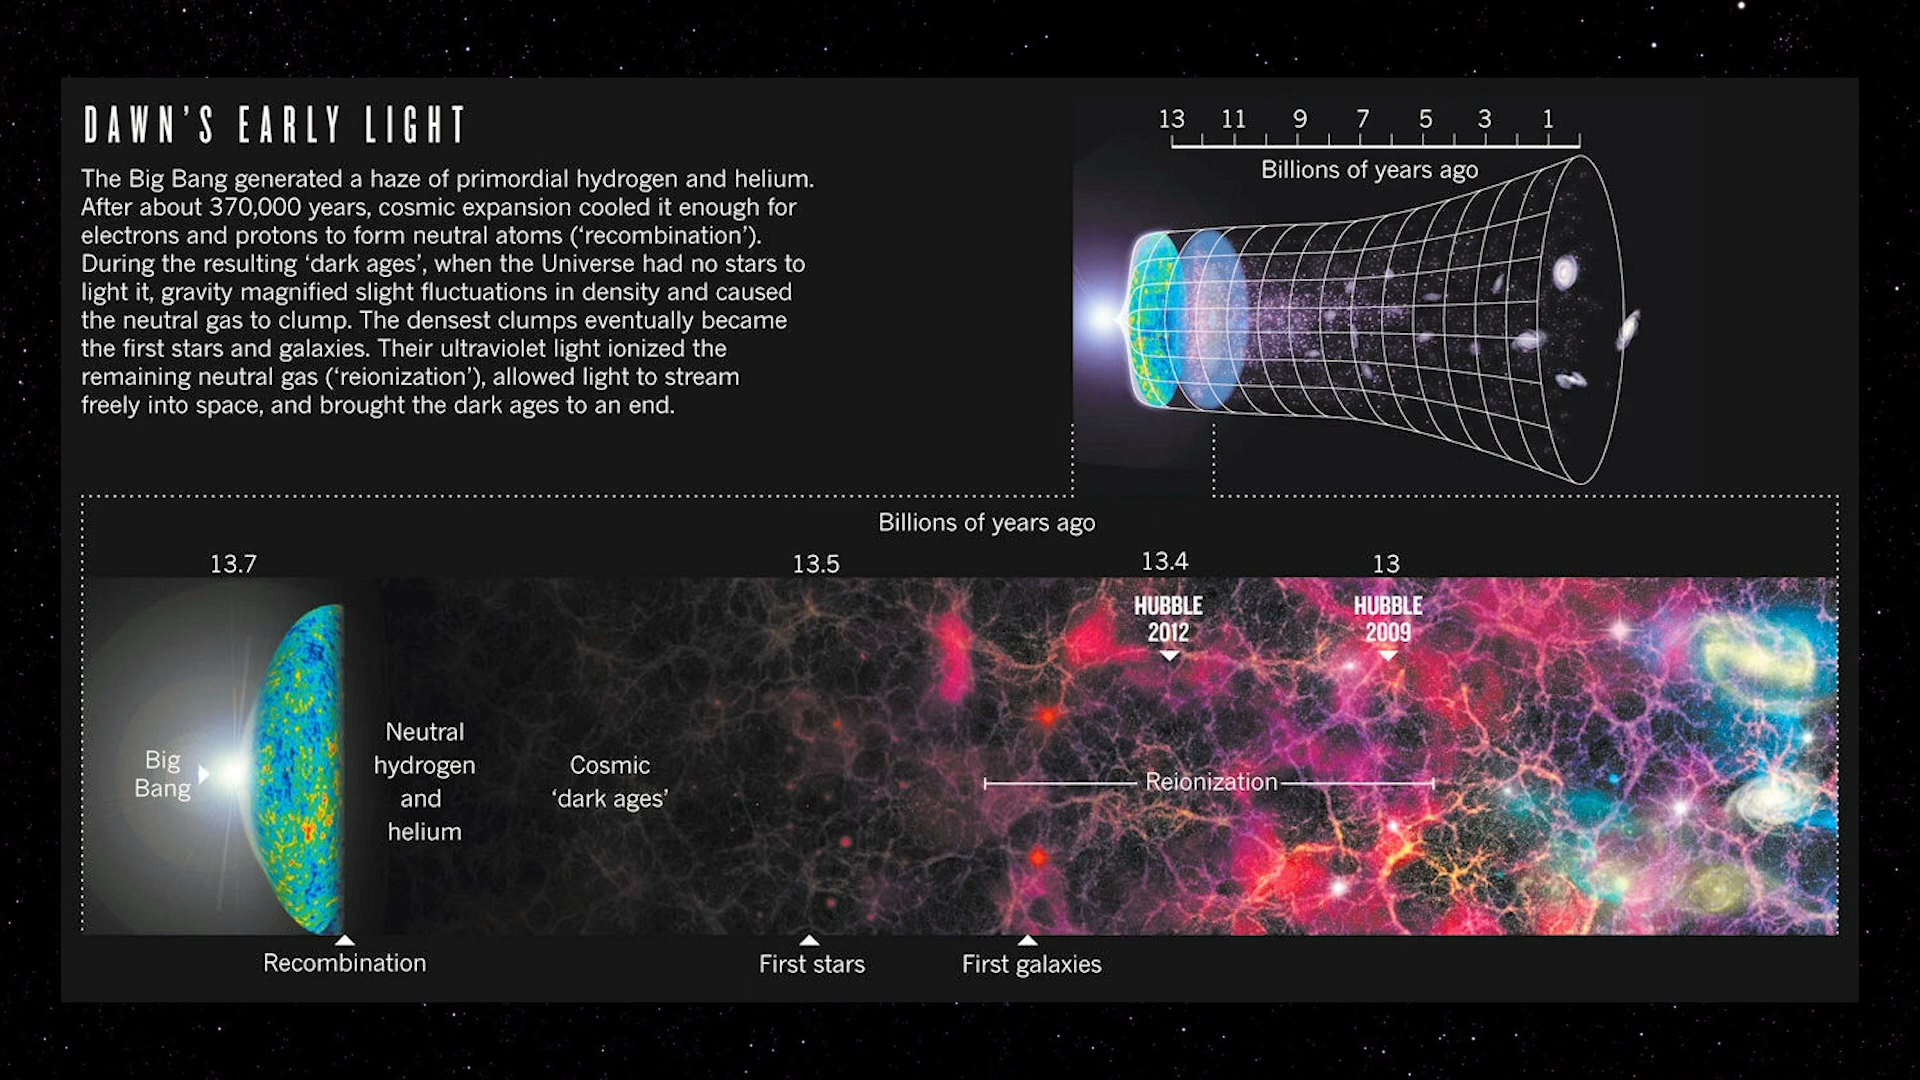 DAWN'S EARLY LIGHT
The Big Bang generated a haze of primordial hydrogen and helium.
After about 370,000 years, cosmic expansion cooled it enough for
electrons and protons to form neutral atoms (‘recombination’).
During the resulting ‘dark ages’, when the Universe had no stars to
light it, gravity magnified slight fluctuations in density and caused
the neutral gas to clump. The densest clumps eventually became
the first stars and galaxies. Their ultraviolet light ionized the
remaining neutral gas (‘reionization’), allowed light to stream
freely into space, and brought the dark ages to an end.
13 11 9 7 5 3 1
Billions of years ago
Billions of years ago
13.7 13.5 13.4 13
HUBBLE
2012
HUBBLE
2009
Big
Bang
Neutral
hydrogen
and
helium
Cosmic
‘dark ages’
Reionization
Recombination
First stars
First galaxies